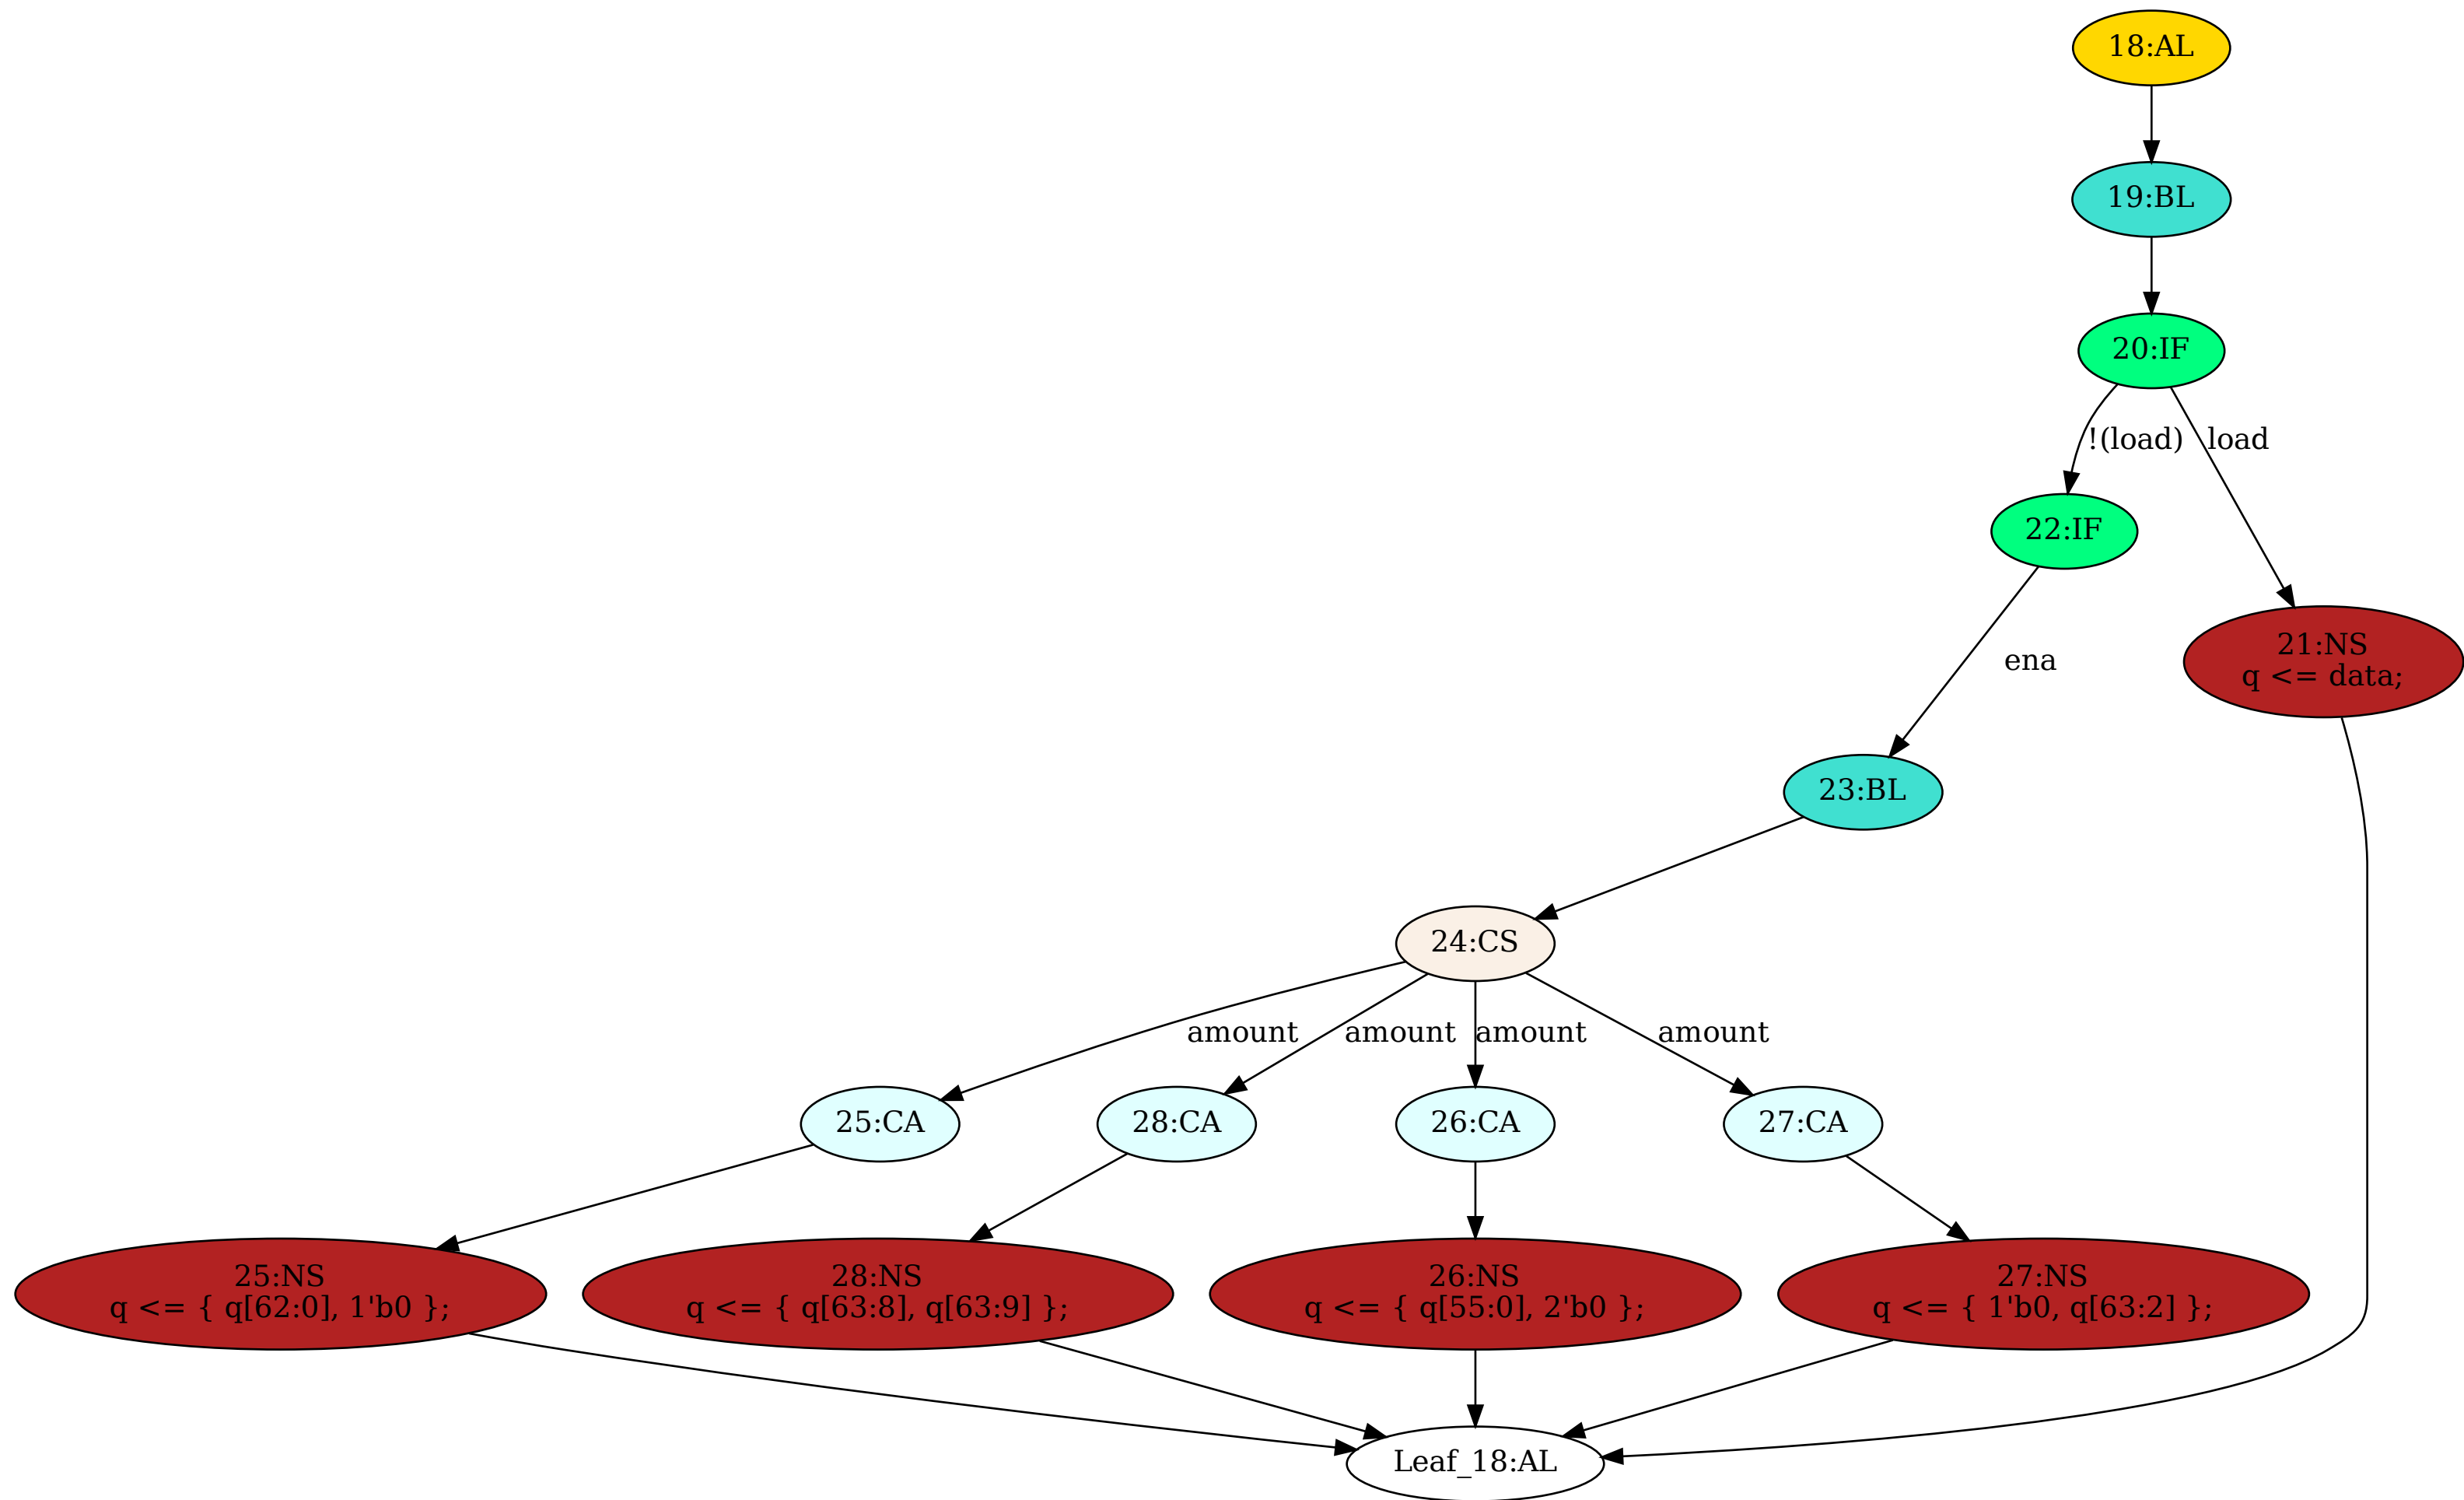 18:AL
19:BL
20:IF
!(load)
load
22:IF
21:NS
q <= data;
ena
23:BL
24:CS
amount
amount
amount
amount
25:CA
28:CA
26:CA
27:CA
25:NS
q <= { q[62:0], 1'b0 };
28:NS
q <= { q[63:8], q[63:9] };
26:NS
q <= { q[55:0], 2'b0 };
27:NS
q <= { 1'b0, q[63:2] };
Leaf_18:AL